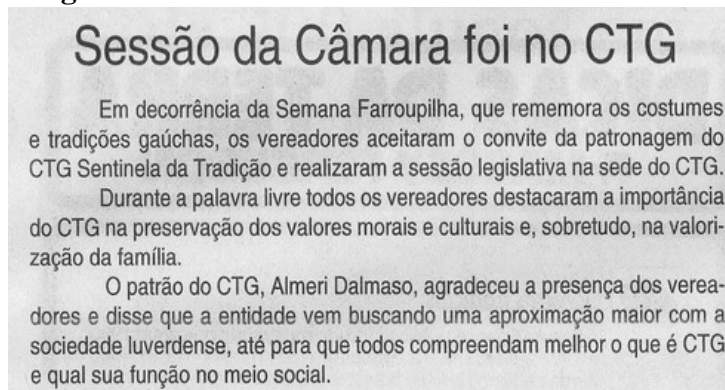 Sessão da Câmara foi no CTG
Em decorrência da Semana Farroupilha, que rememora os costumes
e tradições gaúchas, os vereadores aceitaram o convite da patronagem do
CTG Sentinela da Tradição e realizaram a sessão legislativa na sede do CTG.
Durante a palavra livre todos os vereadores destacaram a importância
do CTG na preservação dos valores morais e culturais e, sobretudo, na valori-
zação da família.
O patrão do CTG, Almeri Dalmaso, agradeceu a presença dos verea-
dores e disse que a entidade vem buscando uma aproximação maior com a
sociedade luverdense, até para que todos compreendam melhor o que é CTG
e qual sua função no meio social.